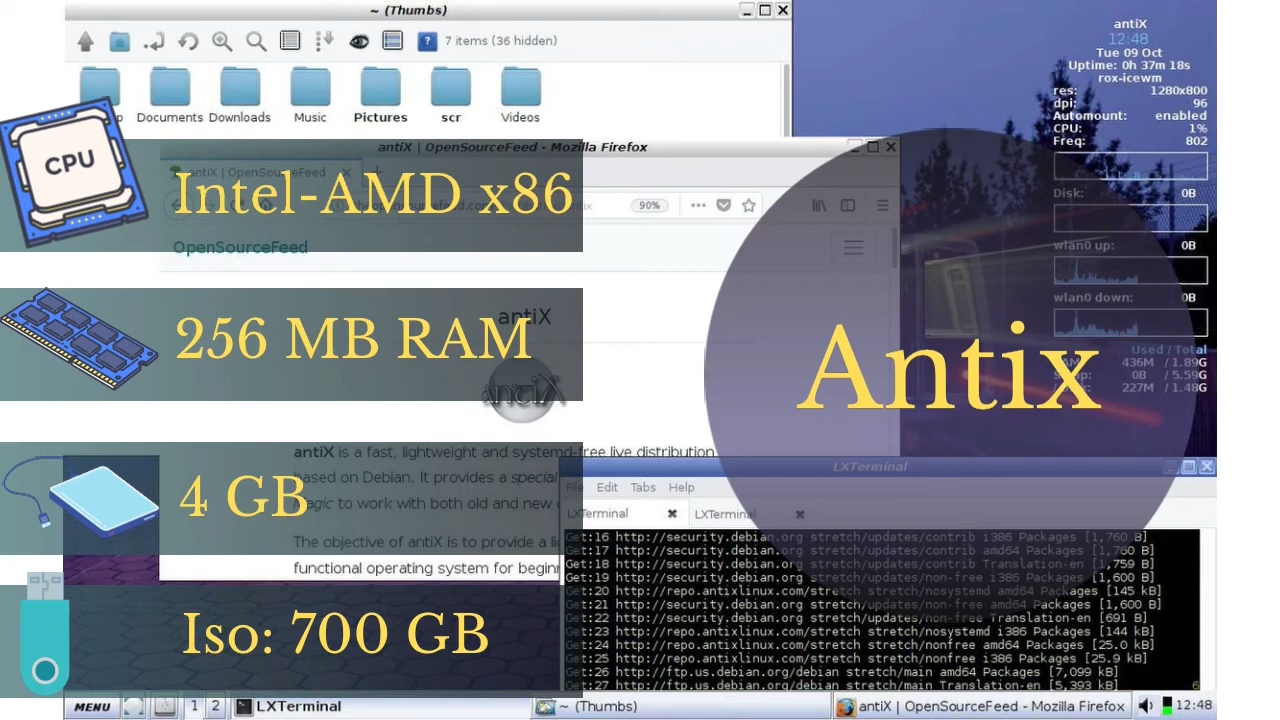 ~ (Thumbs)
7 items (36 hidden)
Documents Downloads Music Pictures scr Videos
antiX
12:48
Tue 09 Oct
Uptime: 0h 37m 18s
rox-icewm
res: 1280x800
dpi: 96
Automount: enabled
CPU: 1%
Freq: 802
Disk: 0B
wlan0 up: 0B
wlan0 down: 0B
Used / Total
436M / 1.89G
0B / 5.59G
227M / 1.48G
antiX | OpenSourceFeed - Mozilla Firefox
antiX | OpenSourceFeed
90%
OpenSourceFeed
antiX
antiX
antiX is a fast, lightweight and systemd-free live distribution
based on Debian. It provides a special
magic to work with both old and new
The objective of antiX is to provide a
functional operating system for
CPU
Intel-AMD x86
256 MB RAM
4 GB
Iso: 700 GB
Antix
LXTerminal
File Edit Tabs Help
LXTerminal LXTerminal
Get:16 http://security.debian.org stretch/updates/contrib i386 Packages [1,760 B]
Get:17 http://security.debian.org stretch/updates/contrib amd64 Packages [1,760 B]
Get:18 http://security.debian.org stretch/updates/contrib Translation-en [1,759 B]
Get:19 http://security.debian.org stretch/updates/non-free i386 Packages [1,600 B]
Get:20 http://repo.antixlinux.com/stretch stretch/nosystemd amd64 Packages [145 kB]
Get:21 http://security.debian.org stretch/updates/non-free amd64 Packages [1,600 B]
Get:22 http://security.debian.org stretch/updates/non-free Translation-en [691 B]
Get:23 http://repo.antixlinux.com/stretch stretch/nosystemd i386 Packages [144 kB]
Get:24 http://repo.antixlinux.com/stretch stretch/nonfree amd64 Packages [25.0 kB]
Get:25 http://repo.antixlinux.com/stretch stretch/nonfree i386 Packages [25.9 kB]
Get:26 http://ftp.us.debian.org/debian stretch/main amd64 Packages [7,099 kB]
Get:27 http://ftp.us.debian.org/debian stretch/main Translation-en [5,393 kB]
MENU 1 2 LXTerminal ~ (Thumbs) antiX | OpenSourceFeed - Mozilla Firefox 12:48